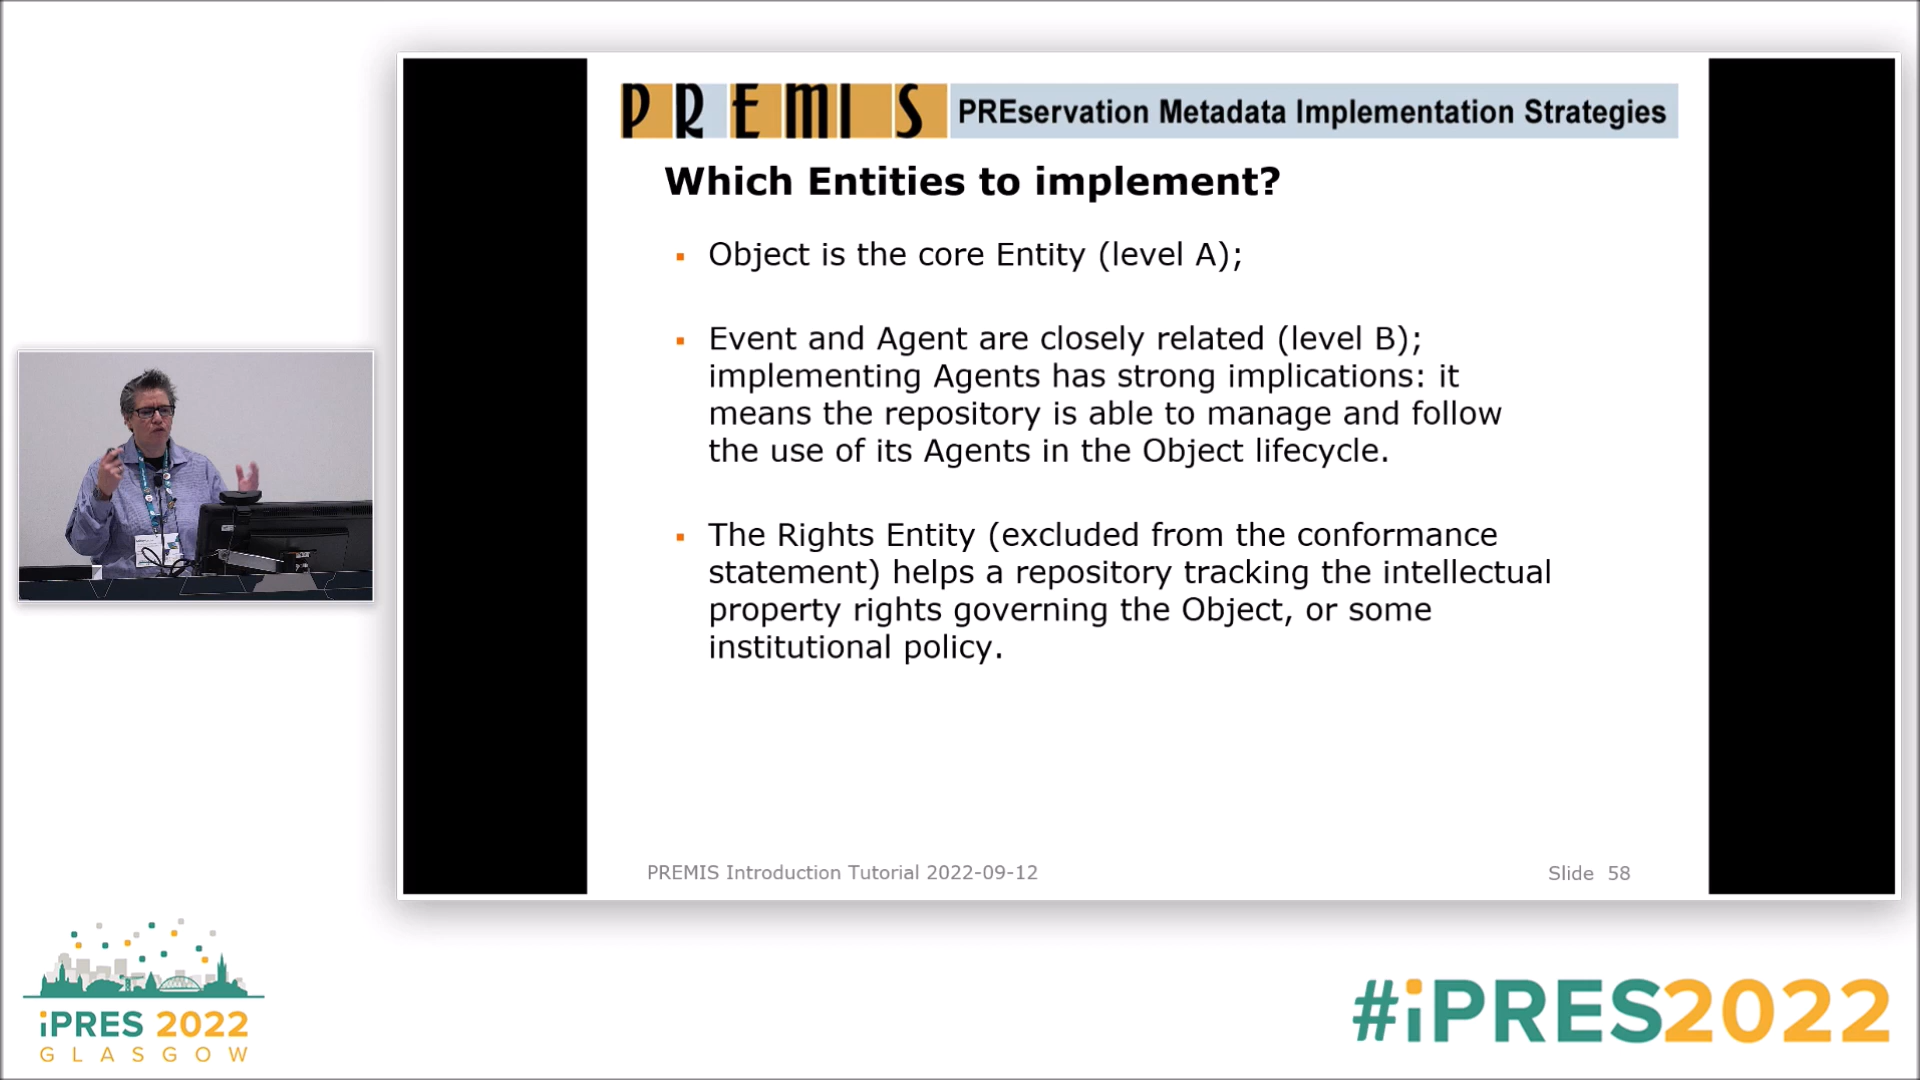 PREMIS PREservation Metadata Implementation Strategies
Which Entities to implement?
▪ Object is the core Entity (level A);
▪ Event and Agent are closely related (level B);
implementing Agents has strong implications: it
means the repository is able to manage and follow
the use of its Agents in the Object lifecycle.
▪ The Rights Entity (excluded from the conformance
statement) helps a repository tracking the intellectual
property rights governing the Object, or some
institutional policy.
PREMIS Introduction Tutorial 2022-09-12
Slide 58
iPRES 2022
GLASGOW
#iPRES2022